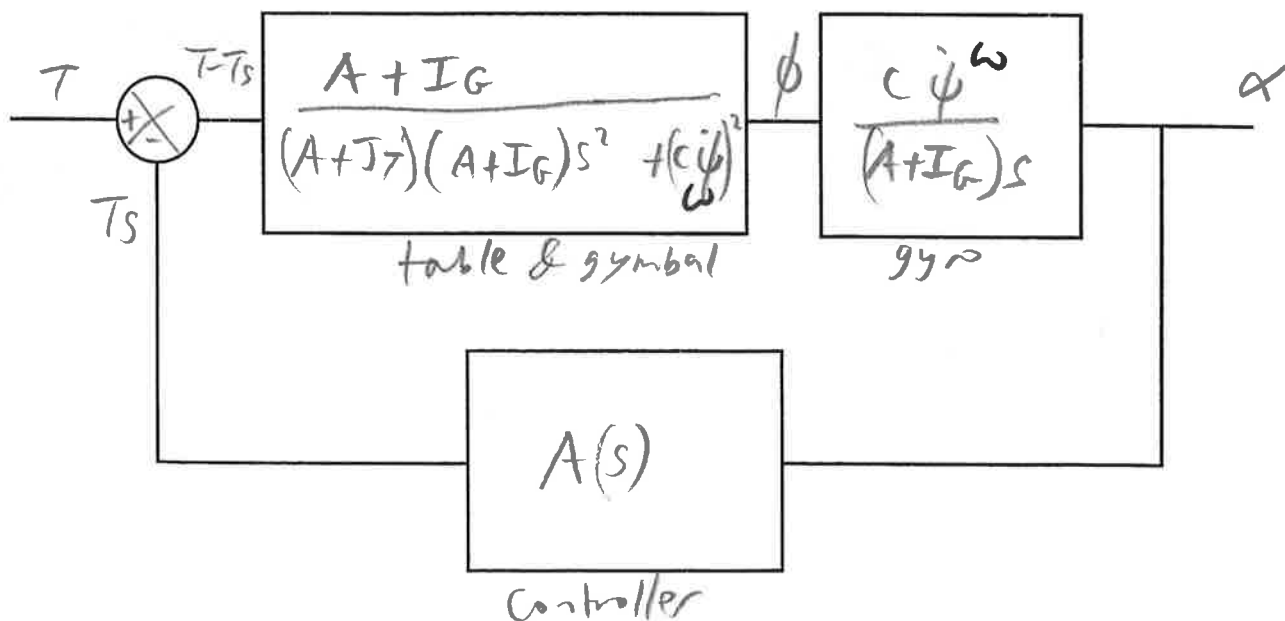 T
T-Ts
+
-
Ts
A + IG
(A+JT)(A+IG)s² +(cψ̇)²
ω
table & gymbal
ϕ
cψ̇ ω
(A+IG)s
gyro
α
A(s)
Controller